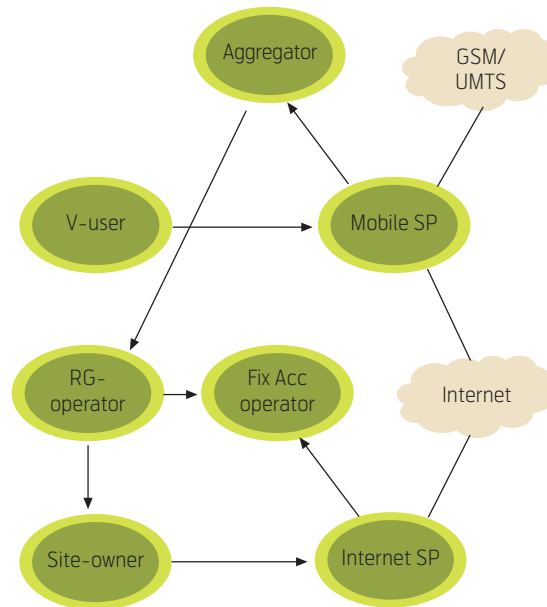 Aggregator
GSM/
UMTS
V-user
Mobile SP
RG-
operator
Fix Acc
operator
Internet
Site-owner
Internet SP